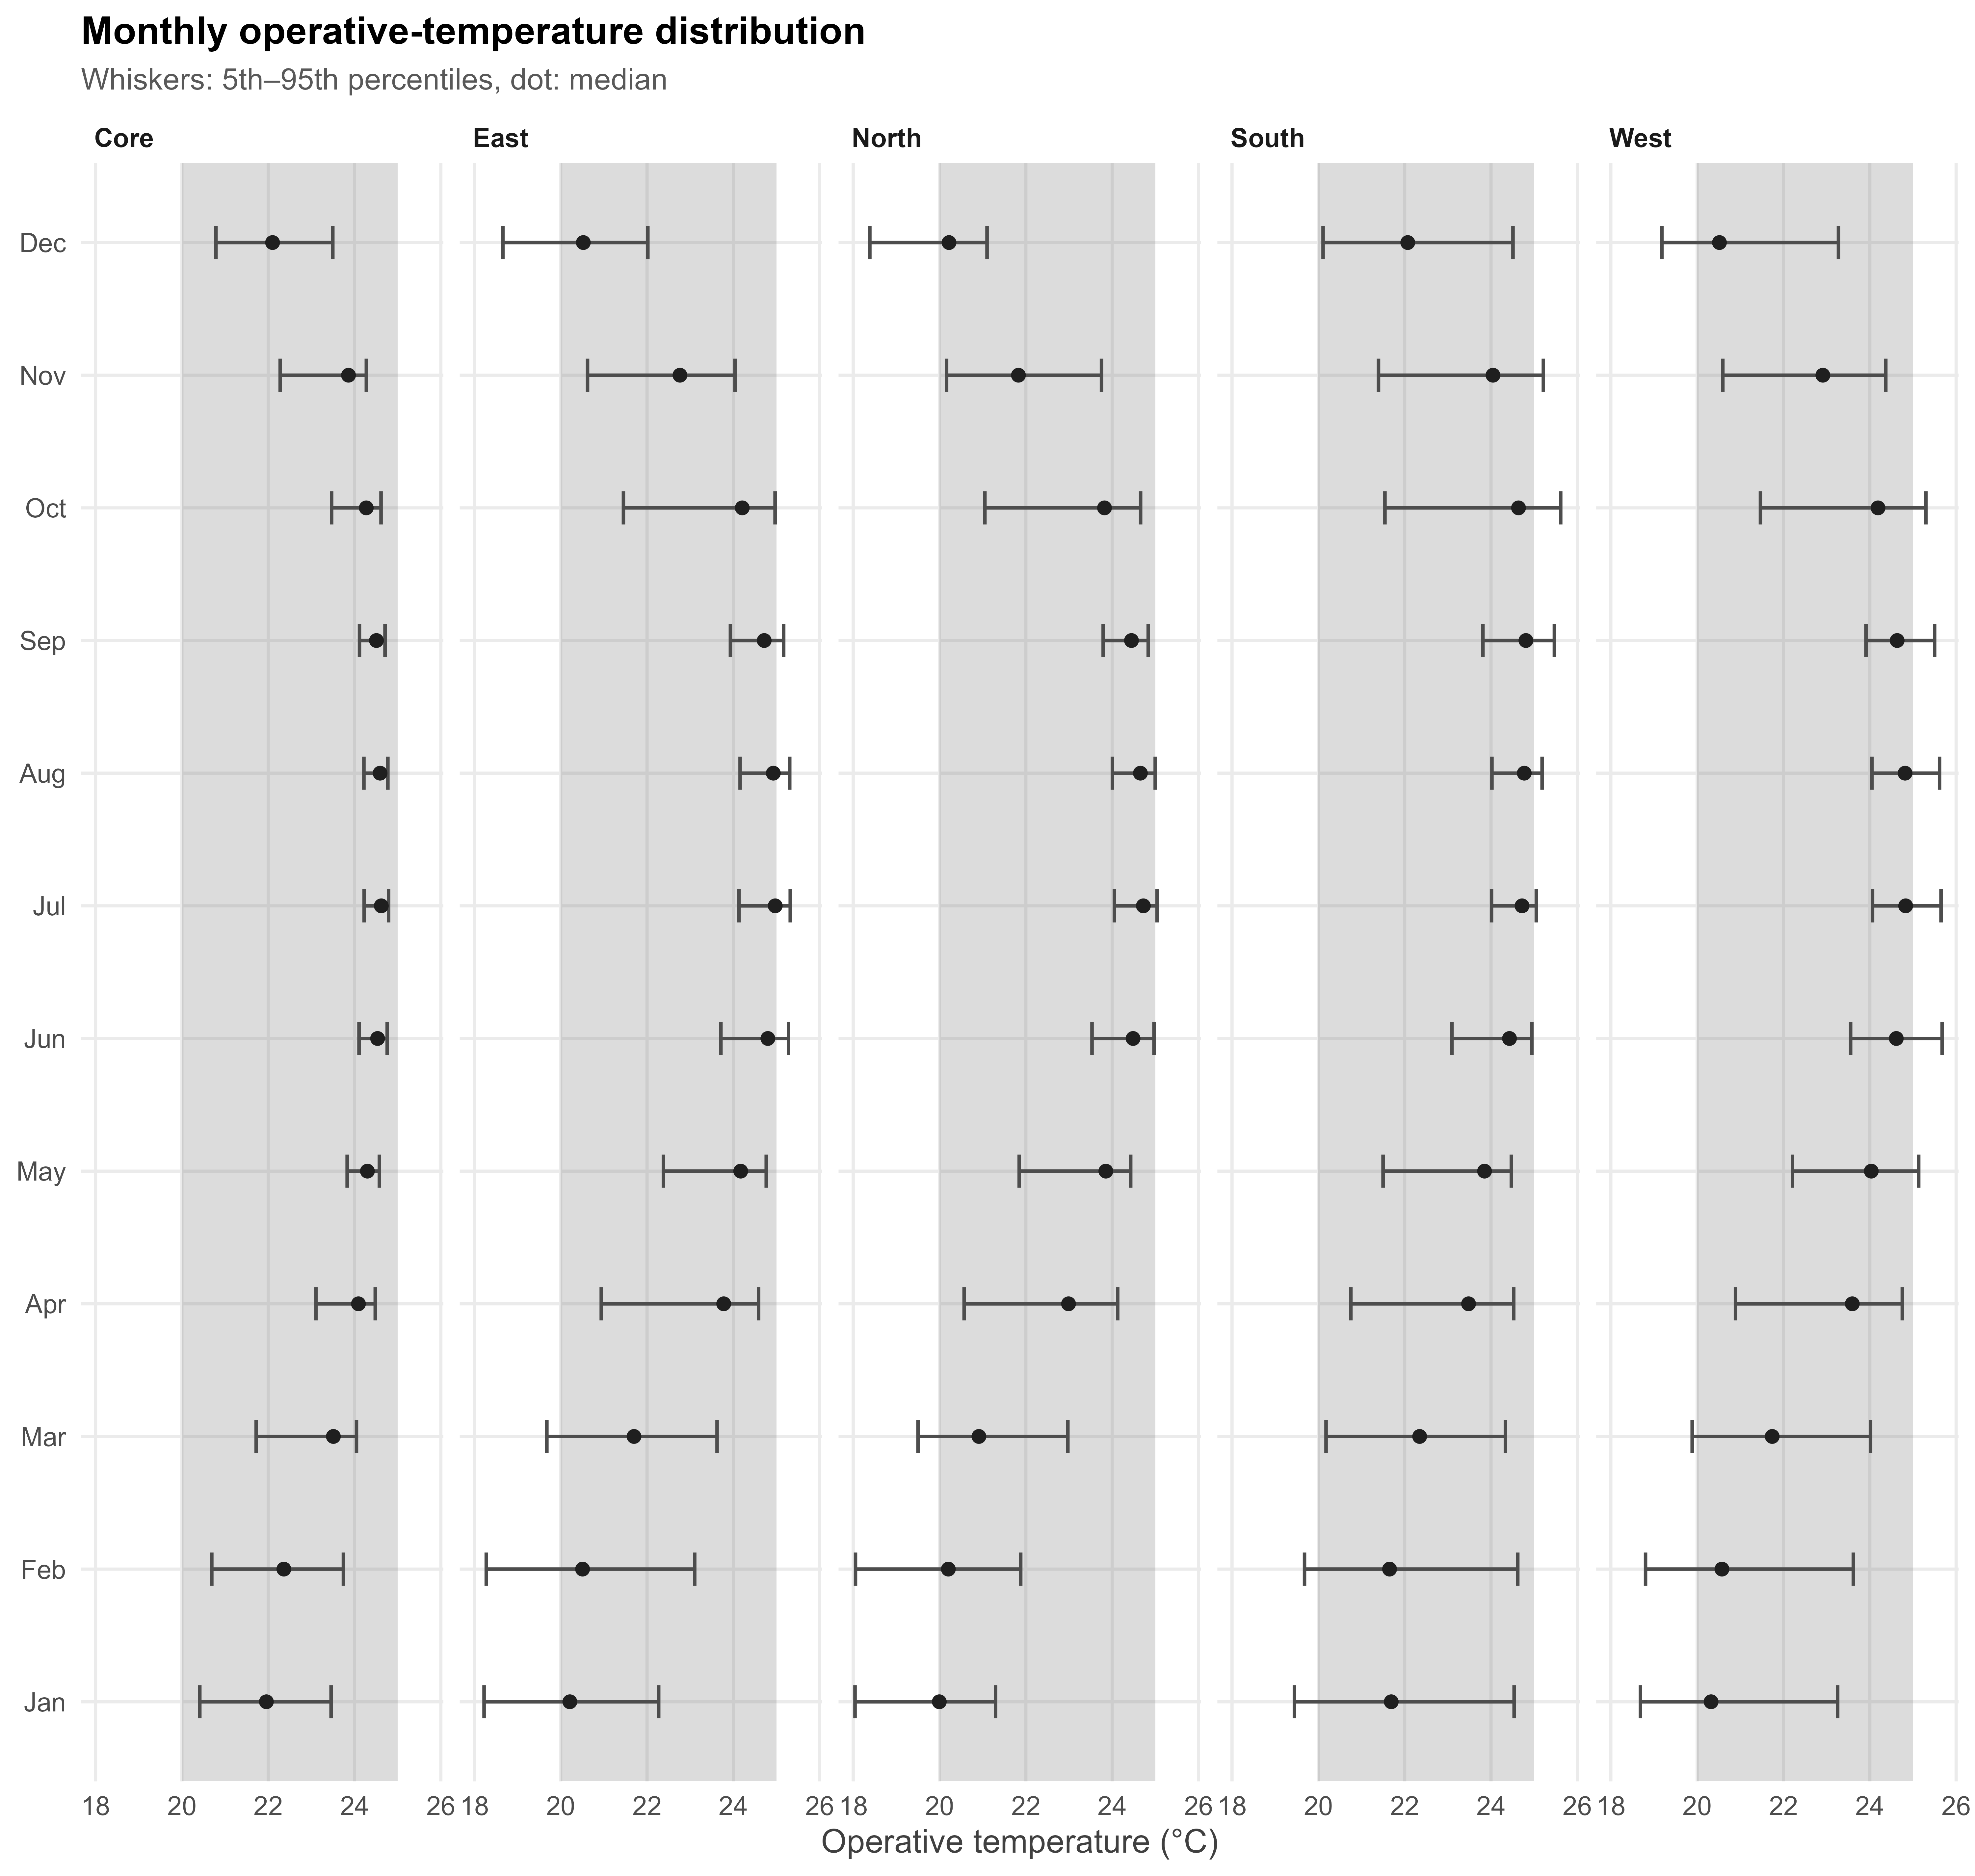 Monthly operative-temperature distribution
Whiskers: 5th–95th percentiles, dot: median
Core East North South West
Dec
Nov
Oct
Sep
Aug
Jul
Jun
May
Apr
Mar
Feb
Jan
18 20 22 24 26 18 20 22 24 26 18 20 22 24 26 18 20 22 24 26 18 20 22 24 26
Operative temperature (°C)